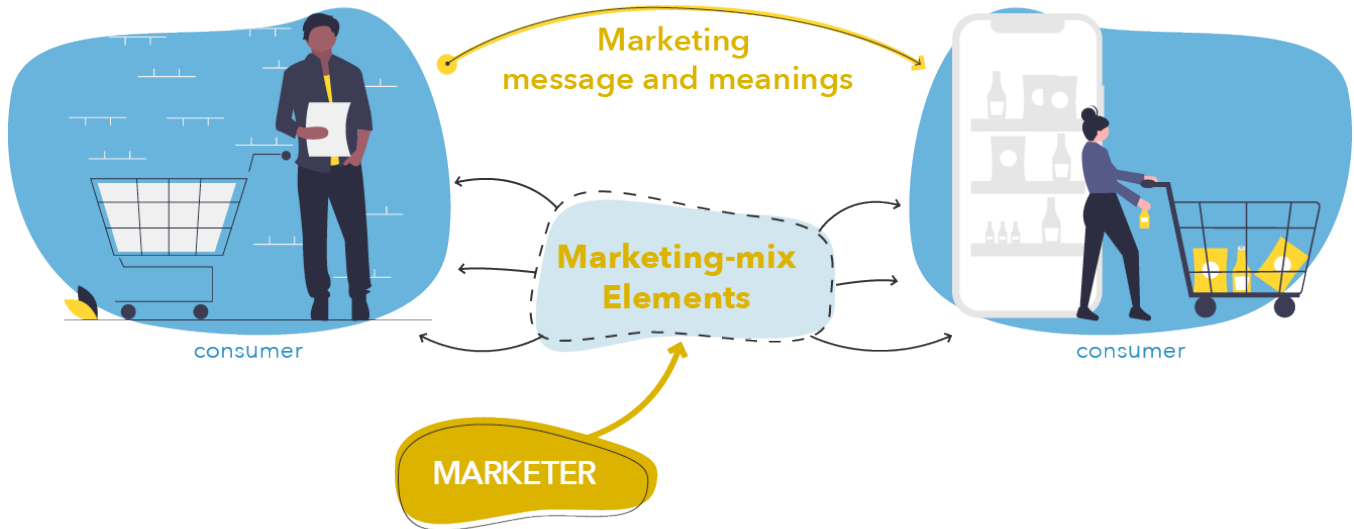 Marketing
message and meanings
Marketing-mix
Elements
consumer
consumer
MARKETER